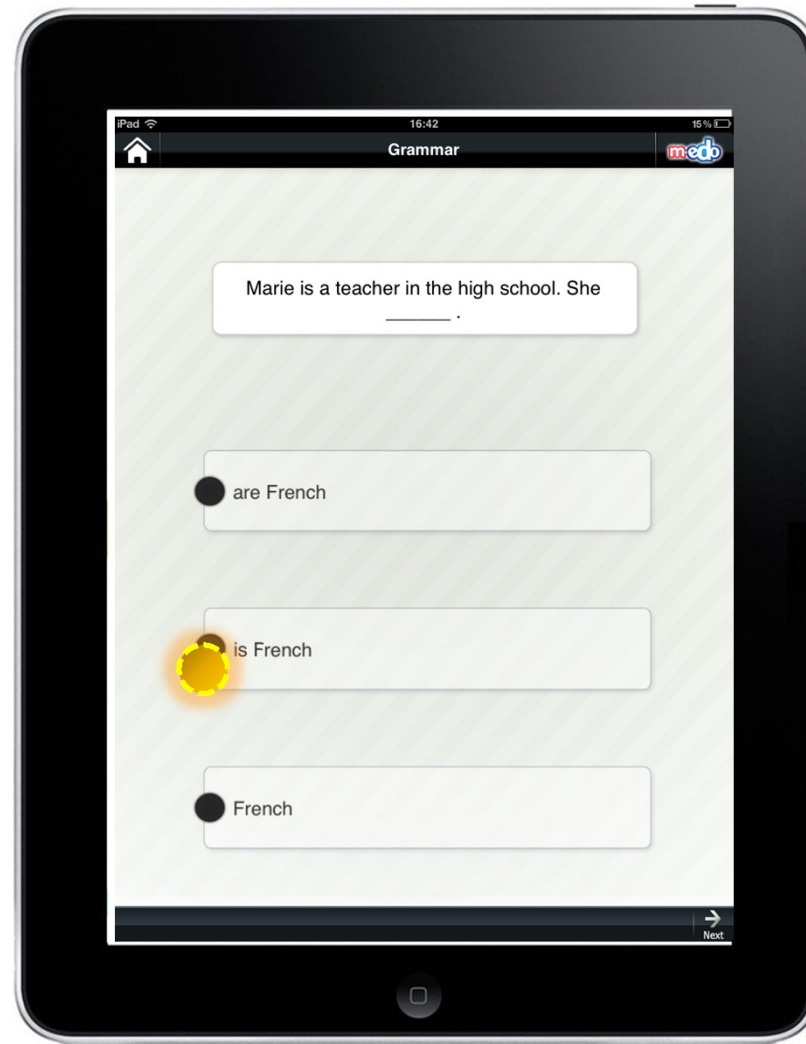 iPad 16:42 15%
Grammar m-edo
Marie is a teacher in the high school. She
______ .
are French
is French
French
Next